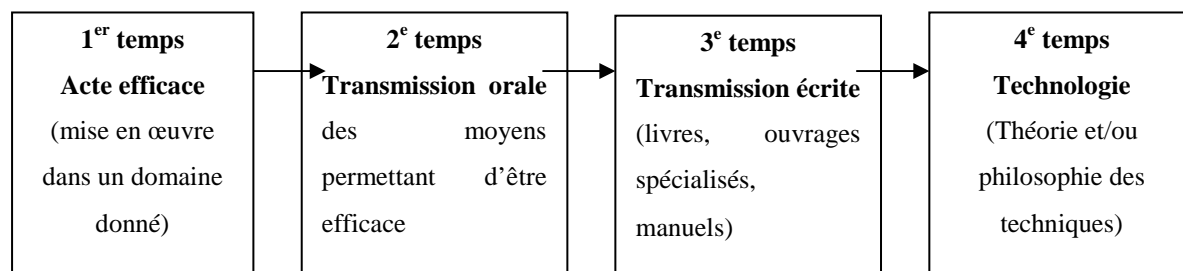 1er temps
Acte efficace
(mise en œuvre
dans un domaine
donné)
2e temps
Transmission orale
des moyens
permettant d’être
efficace
3e temps
Transmission écrite
(livres, ouvrages
spécialisés,
manuels)
4e temps
Technologie
(Théorie et/ou
philosophie des
techniques)